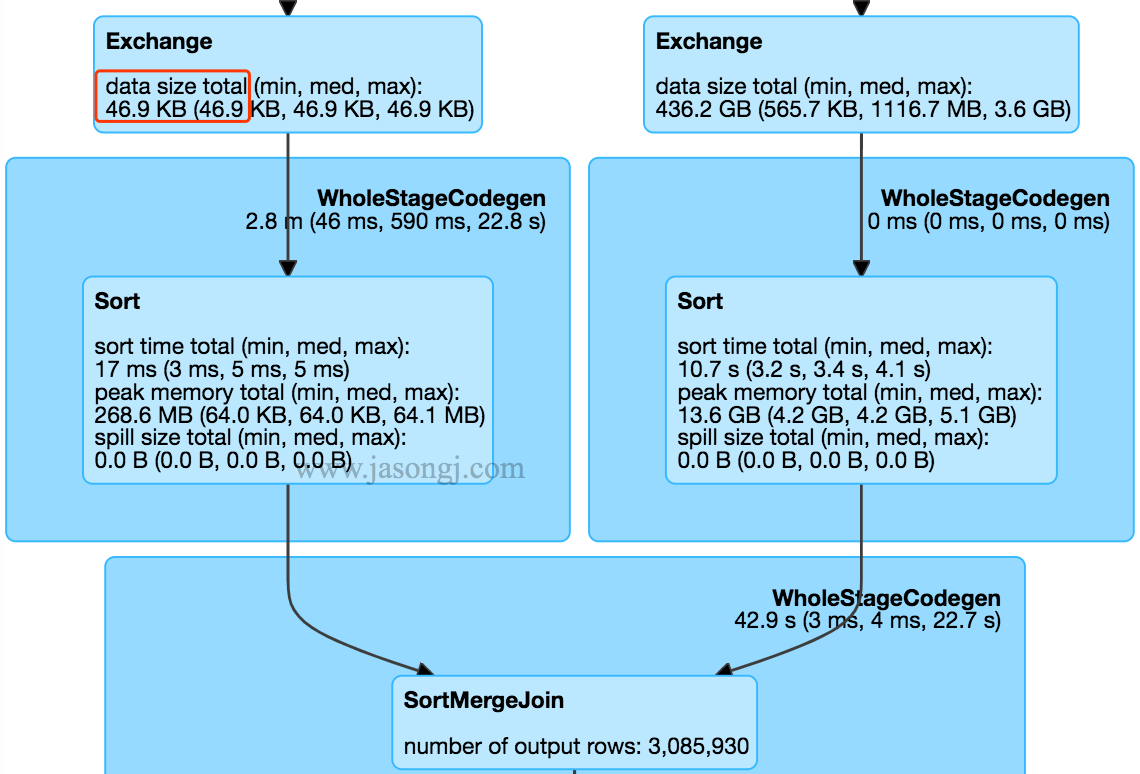 Exchange
data size total (min, med, max):
46.9 KB (46.9 KB, 46.9 KB, 46.9 KB)
Exchange
data size total (min, med, max):
436.2 GB (565.7 KB, 1116.7 MB, 3.6 GB)
WholeStageCodegen
2.8 m (46 ms, 590 ms, 22.8 s)
WholeStageCodegen
0 ms (0 ms, 0 ms, 0 ms)
Sort
sort time total (min, med, max):
17 ms (3 ms, 5 ms, 5 ms)
peak memory total (min, med, max):
268.6 MB (64.0 KB, 64.0 KB, 64.1 MB)
spill size total (min, med, max):
0.0 B (0.0 B, 0.0 B, 0.0 B)
www.jasongj.com
Sort
sort time total (min, med, max):
10.7 s (3.2 s, 3.4 s, 4.1 s)
peak memory total (min, med, max):
13.6 GB (4.2 GB, 4.2 GB, 5.1 GB)
spill size total (min, med, max):
0.0 B (0.0 B, 0.0 B, 0.0 B)
WholeStageCodegen
42.9 s (3 ms, 4 ms, 22.7 s)
SortMergeJoin
number of output rows: 3,085,930